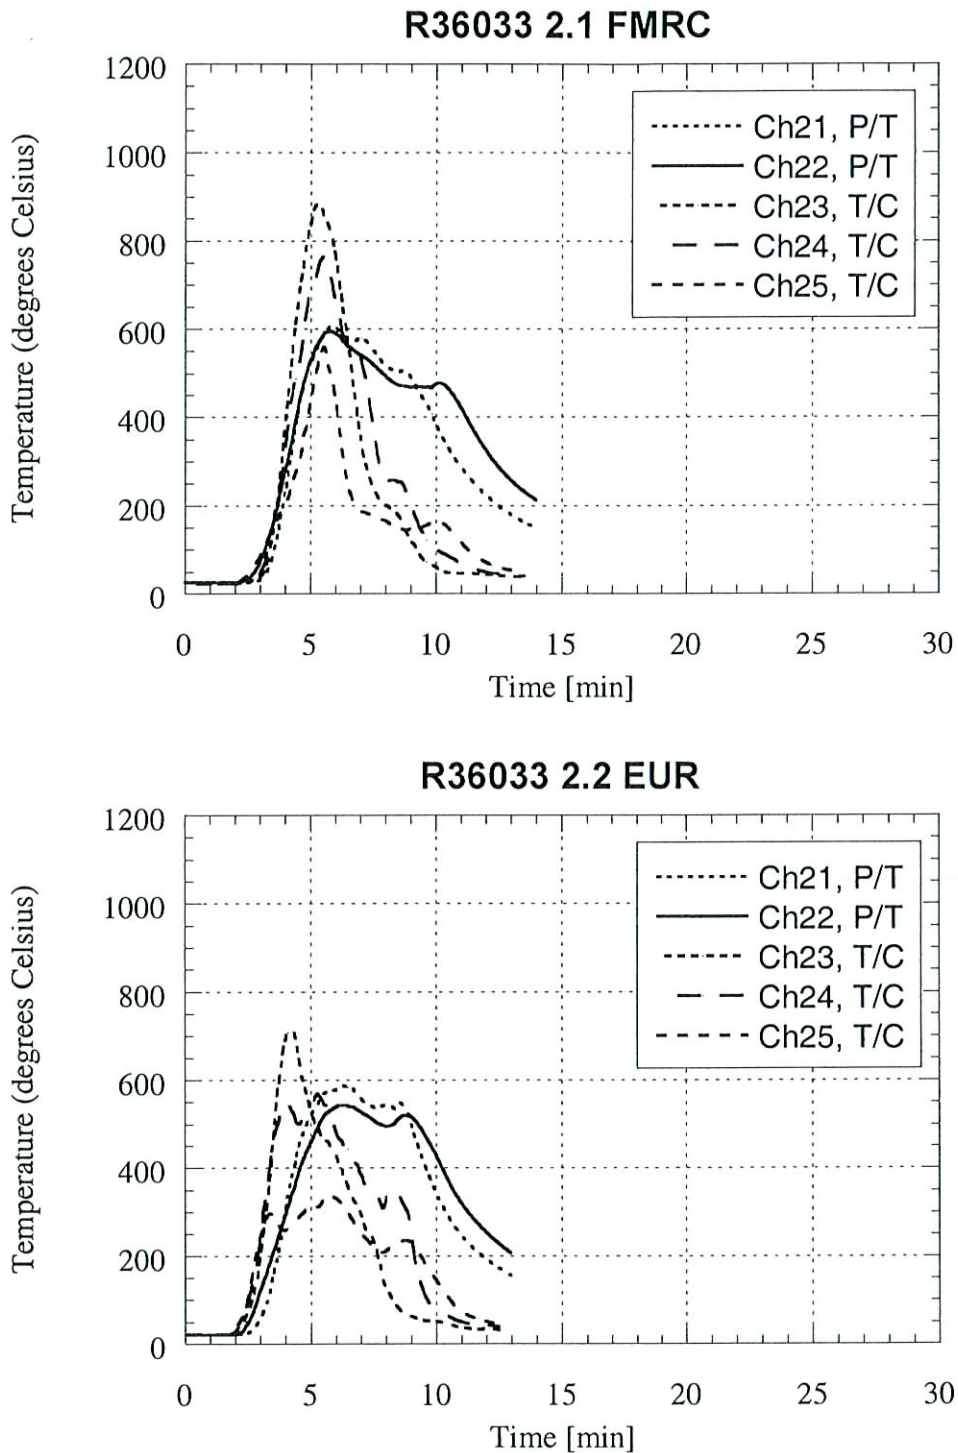 R36033 2.1 FMRC
1200
1000
800
600
400
200
0
Temperature (degrees Celsius)
Ch21, P/T
Ch22, P/T
Ch23, T/C
Ch24, T/C
Ch25, T/C
0 5 10 15 20 25 30
Time [min]
R36033 2.2 EUR
1200
1000
800
600
400
200
0
Temperature (degrees Celsius)
Ch21, P/T
Ch22, P/T
Ch23, T/C
Ch24, T/C
Ch25, T/C
0 5 10 15 20 25 30
Time [min]